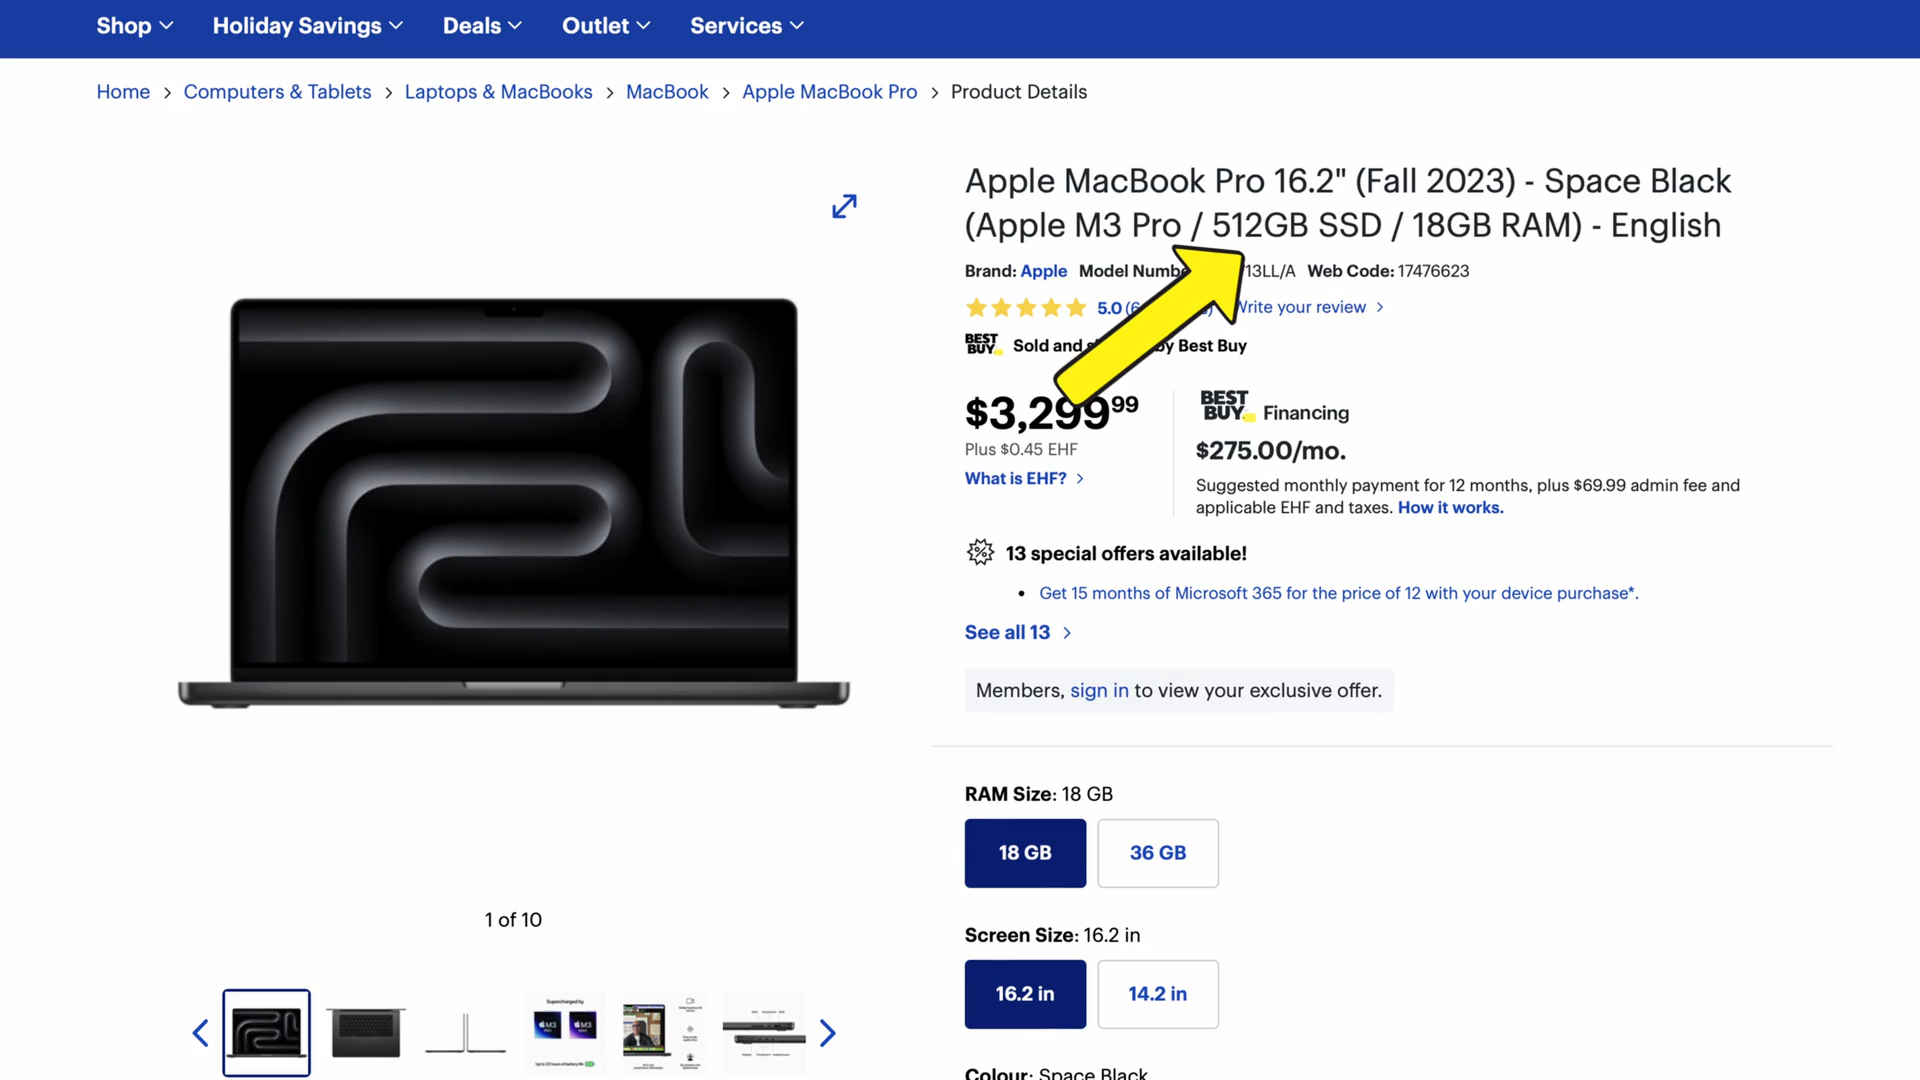 Shop Holiday Savings Deals Outlet Services
Home > Computers & Tablets > Laptops & MacBooks > MacBook > Apple MacBook Pro > Product Details
Apple MacBook Pro 16.2" (Fall 2023) - Space Black
(Apple M3 Pro / 512GB SSD / 18GB RAM) - English
Brand: Apple Model 13LL/A Web Code: 17476623
5.0 Write your review >
BEST BUY Sold and by Best Buy
$3,299.99
Plus $0.45 EHF
What is EHF? >
BEST BUY Financing
$275.00/mo.
Suggested monthly payment for 12 months, plus $69.99 admin fee and
applicable EHF and taxes. How it works.
13 special offers available!
• Get 15 months of Microsoft 365 for the price of 12 with your device purchase*.
See all 13 >
Members, sign in to view your exclusive offer.
RAM Size: 18 GB
18 GB 36 GB
Screen Size: 16.2 in
16.2 in 14.2 in
Colour: Space Black
1 of 10
Supercharged by
M3 M3